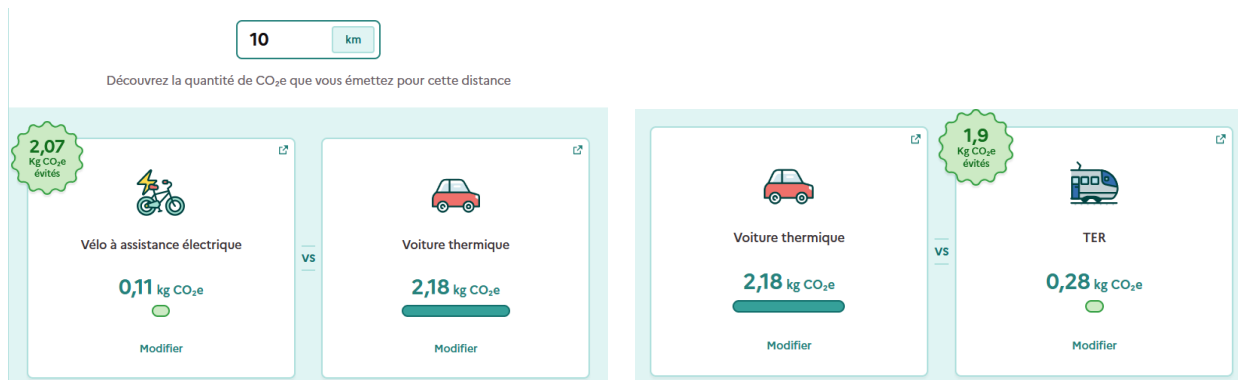 10 km
Découvrez la quantité de CO₂e que vous émettez pour cette distance
2,07
Kg CO₂e
évités
Vélo à assistance électrique
0,11 kg CO₂e
Modifier
vs
Voiture thermique
2,18 kg CO₂e
Modifier
Voiture thermique
2,18 kg CO₂e
Modifier
vs
1,9
Kg CO₂e
évités
TER
0,28 kg CO₂e
Modifier